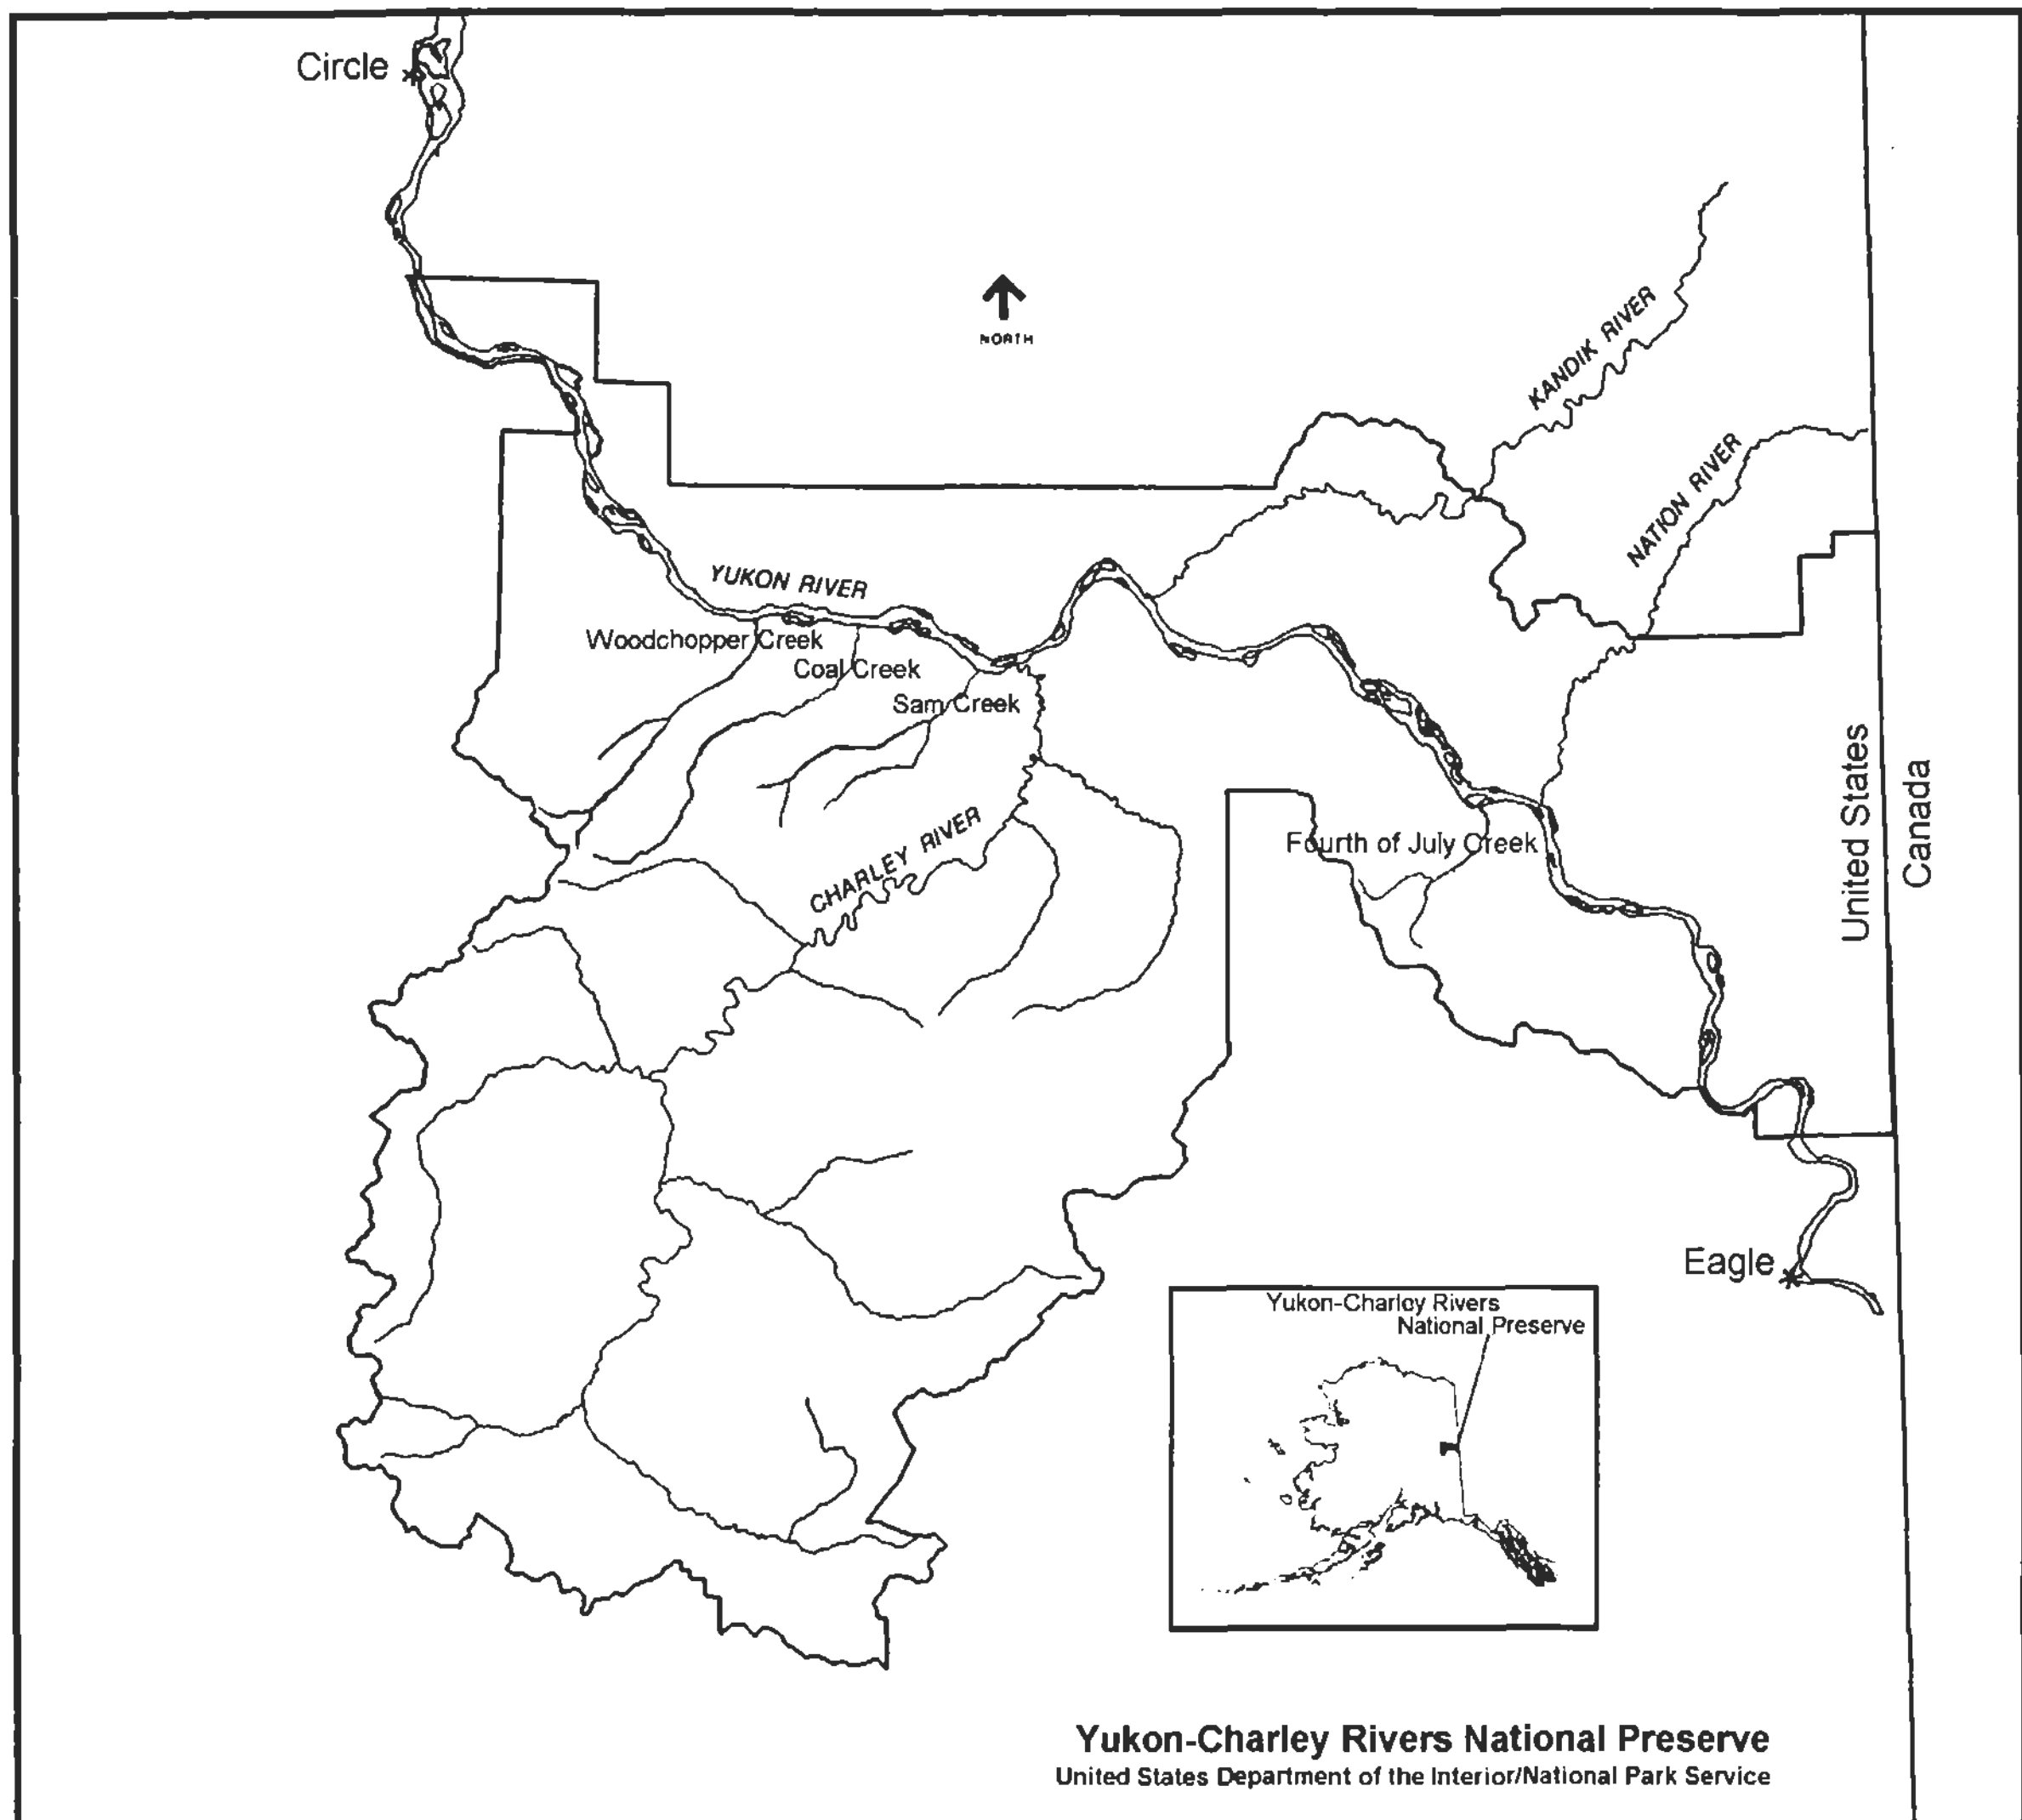 Circle
NORTH
KANDIK RIVER
NATION RIVER
YUKON RIVER
Woodchopper Creek
Coal Creek
Sam Creek
CHARLEY RIVER
Fourth of July Creek
United States
Canada
Eagle
Yukon-Charley Rivers
National Preserve
Yukon-Charley Rivers National Preserve
United States Department of the Interior/National Park Service